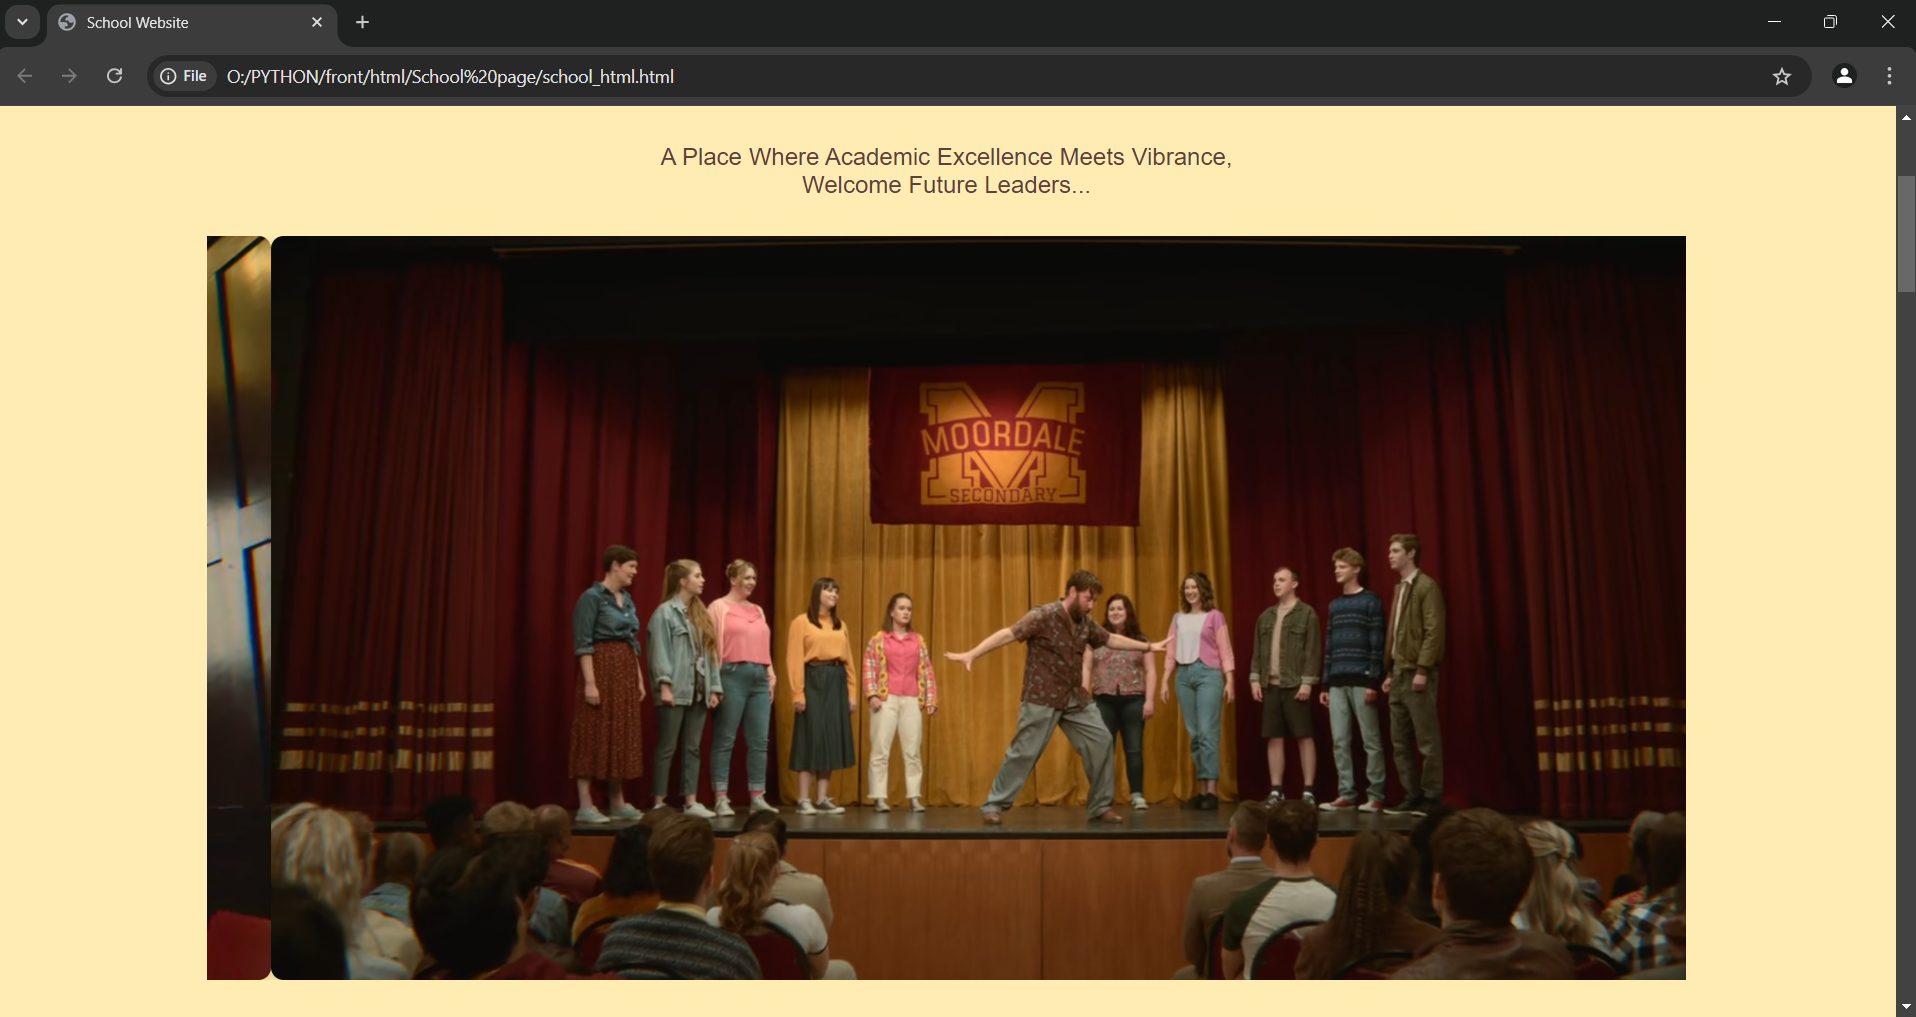 School Website
File
O:/PYTHON/front/html/School%20page/school_html.html
A Place Where Academic Excellence Meets Vibrance,
Welcome Future Leaders...
MOORDALE
SECONDARY